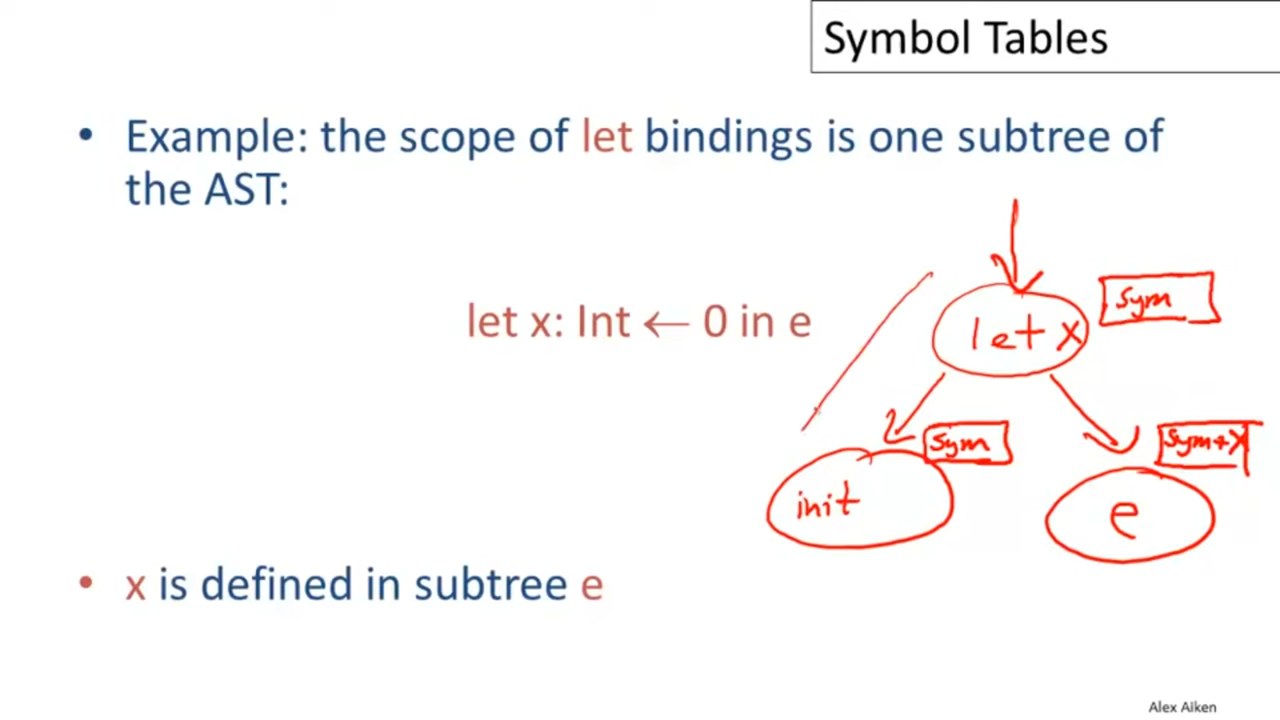 Symbol Tables
• Example: the scope of let bindings is one subtree of
the AST:
let x: Int ← 0 in e
let x
sym
sym
sym+x
init
e
• x is defined in subtree e
Alex Aiken